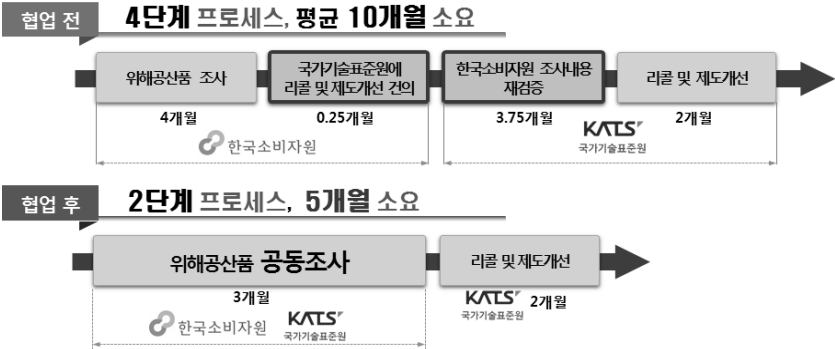 협업 전
4단계 프로세스, 평균 10개월 소요
위해공산품 조사
국가기술표준원에
리콜 및 제도개선 건의
한국소비자원 조사내용
재검증
리콜 및 제도개선
4개월
0.25개월
3.75개월
2개월
한국소비자원
KATS
국가기술표준원
협업 후
2단계 프로세스, 5개월 소요
위해공산품 공동조사
리콜 및 제도개선
3개월
한국소비자원
KATS
국가기술표준원
KATS
국가기술표준원
2개월